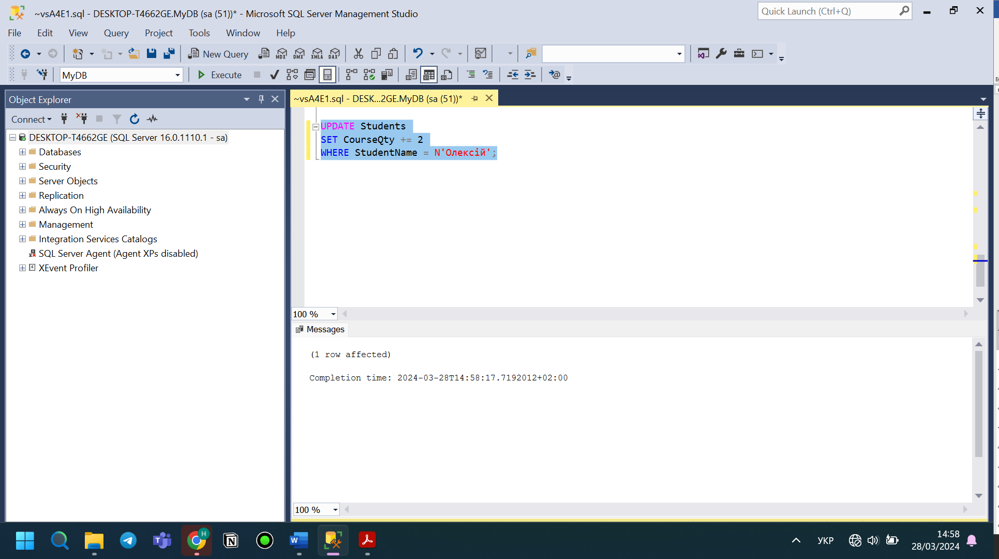 ~vsA4E1.sql - DESKTOP-T4662GE.MyDB (sa (51))* - Microsoft SQL Server Management Studio
Quick Launch (Ctrl+Q)
File Edit View Query Project Tools Window Help
New Query MDX DMX XMLA DAX
MyDB Execute
Object Explorer
~vsA4E1.sql - DESK...2GE.MyDB (sa (51))*
Connect
DESKTOP-T4662GE (SQL Server 16.0.1110.1 - sa)
Databases
Security
Server Objects
Replication
Always On High Availability
Management
Integration Services Catalogs
SQL Server Agent (Agent XPs disabled)
XEvent Profiler
UPDATE Students
SET CourseQty += 2
WHERE StudentName = N'Олексій';
100 %
Messages
(1 row affected)
Completion time: 2024-03-28T14:58:17.7192012+02:00
100 %
УКР
14:58
28/03/2024